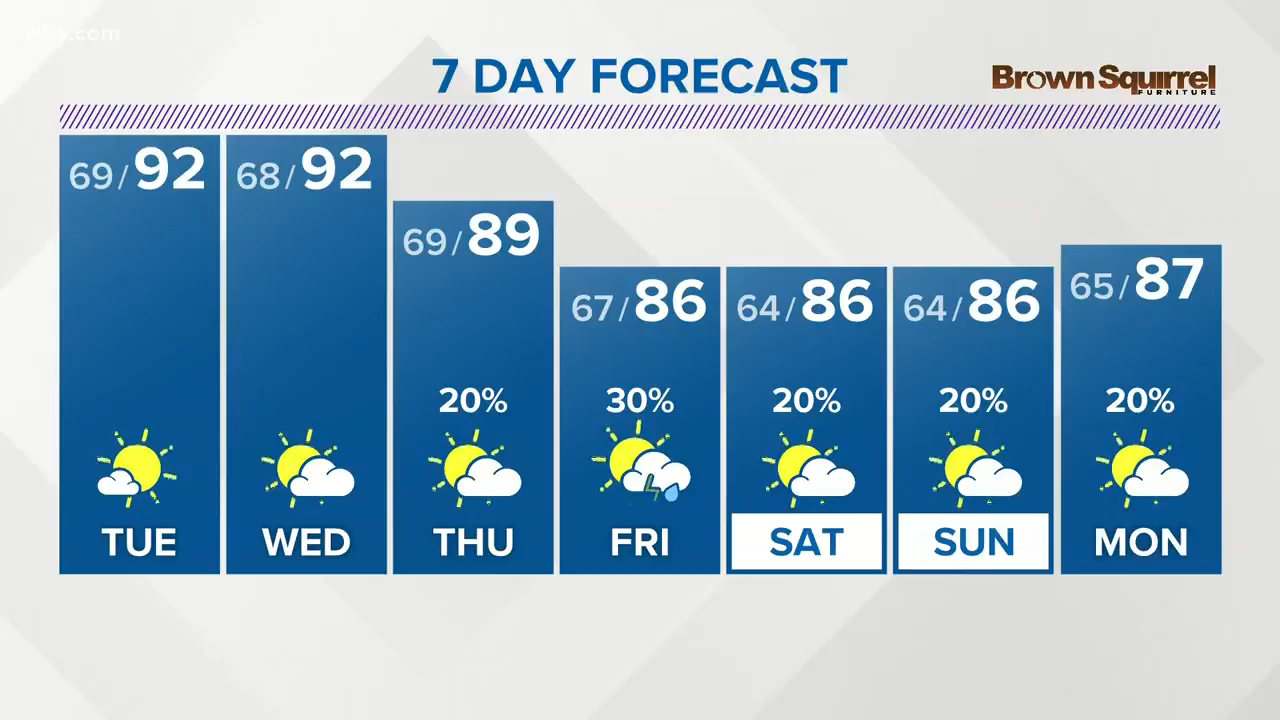 7 DAY FORECAST
Brown Squirrel
FURNITURE
69/92 68/92 69/89 67/86 64/86 64/86 65/87
20% 30% 20% 20% 20%
TUE WED THU FRI SAT SUN MON